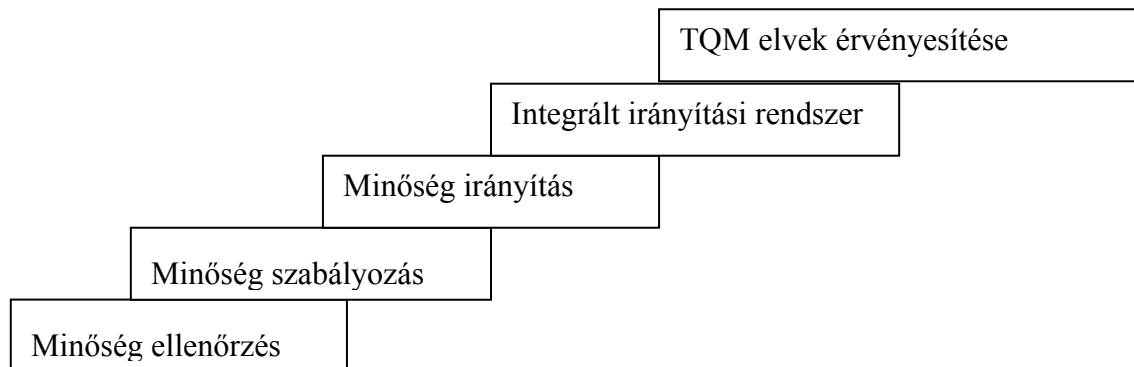 TQM elvek érvényesítése
Integrált irányítási rendszer
Minőség irányítás
Minőség szabályozás
Minőség ellenőrzés